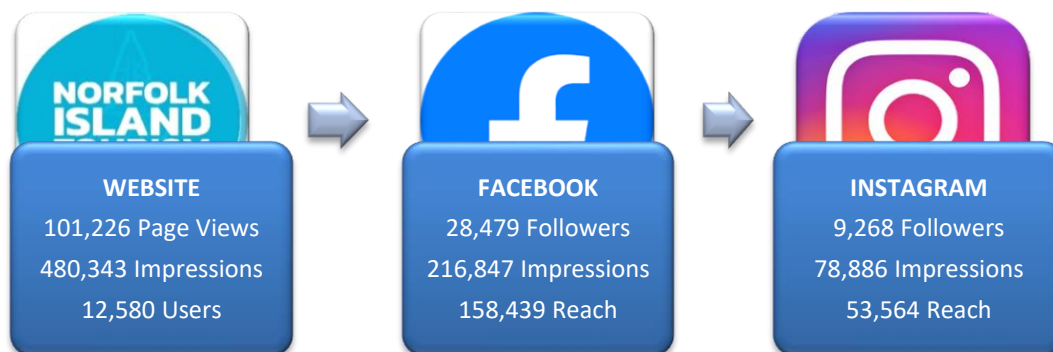 NORFOLK
ISLAND
TOURISM
WEBSITE
101,226 Page Views
480,343 Impressions
12,580 Users
FACEBOOK
28,479 Followers
216,847 Impressions
158,439 Reach
INSTAGRAM
9,268 Followers
78,886 Impressions
53,564 Reach